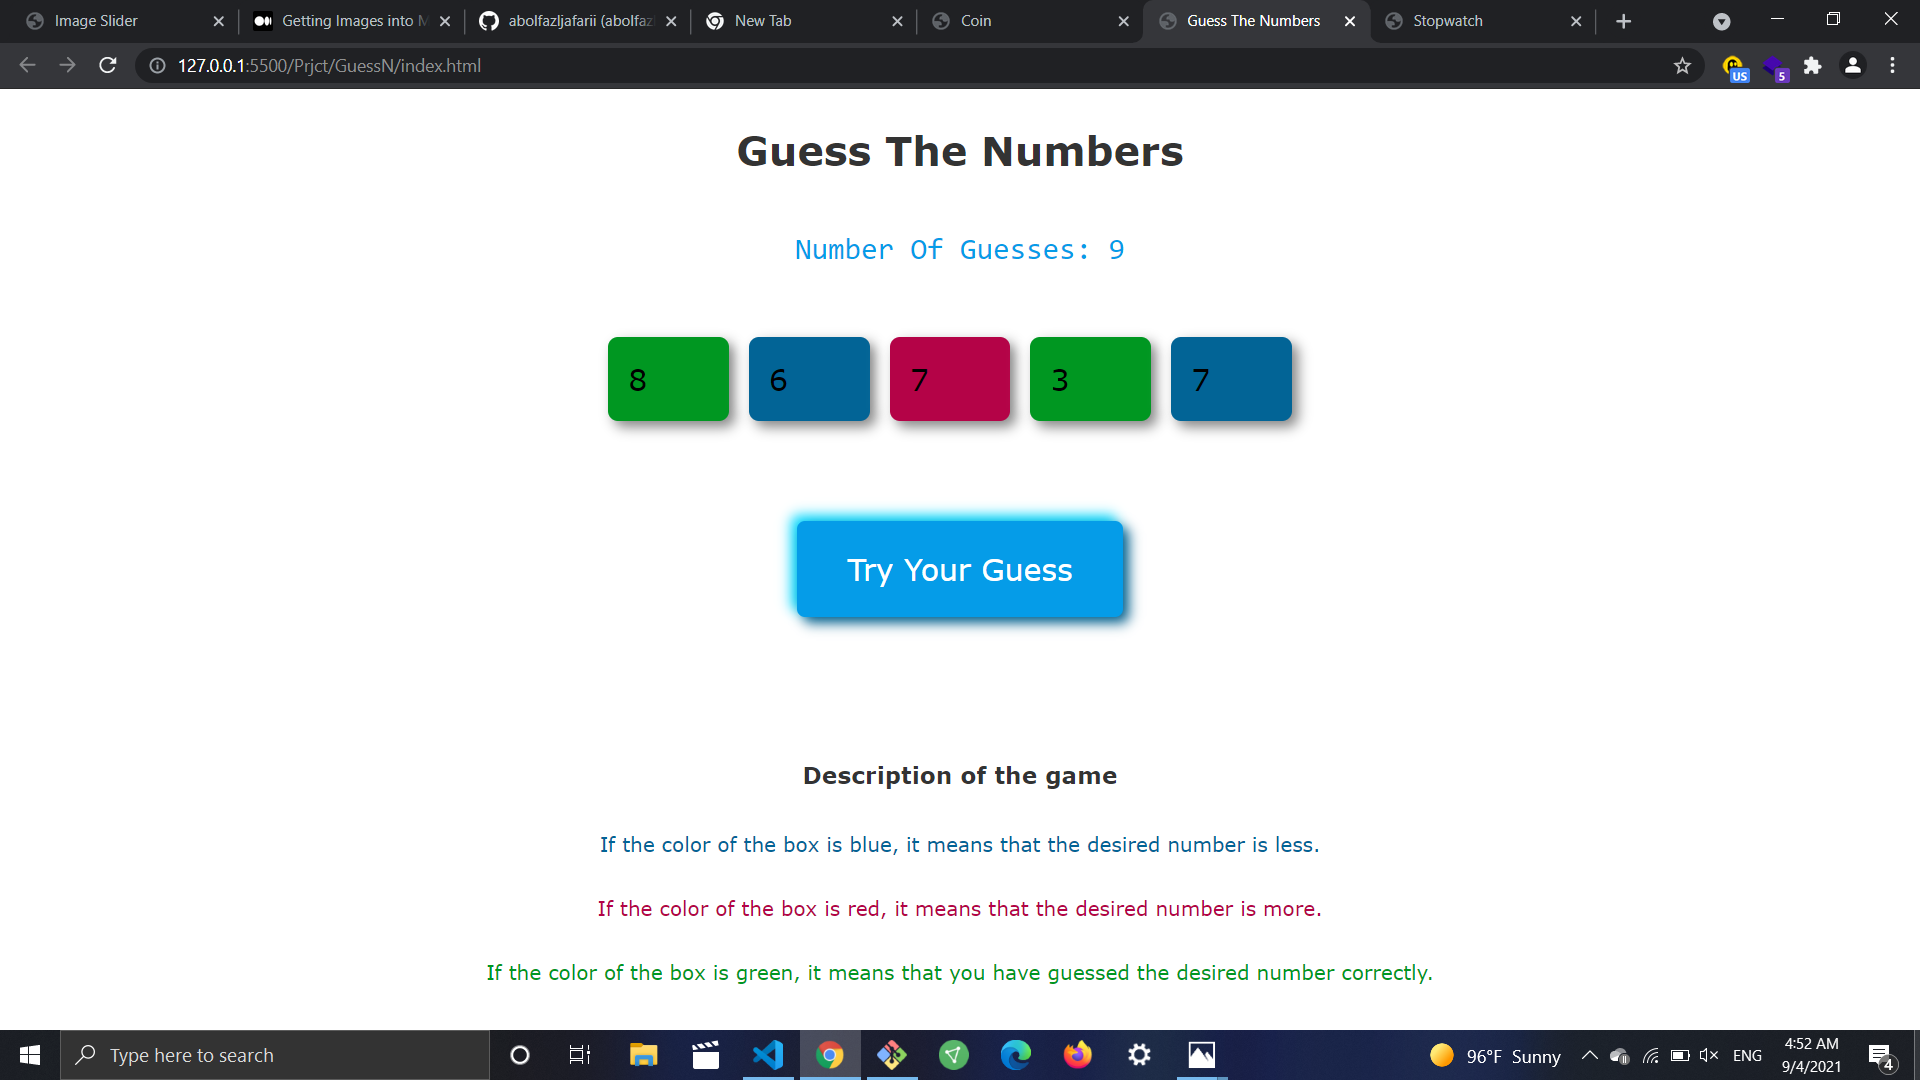 Image Slider
Getting Images into M
abolfazljafarii (abolfaz
New Tab
Coin
Guess The Numbers
Stopwatch
127.0.0.1:5500/Prjct/GuessN/index.html
US
5
Guess The Numbers
Number Of Guesses: 9
8 6 7 3 7
Try Your Guess
Description of the game
If the color of the box is blue, it means that the desired number is less.
If the color of the box is red, it means that the desired number is more.
If the color of the box is green, it means that you have guessed the desired number correctly.
Type here to search
96°F Sunny
ENG
4:52 AM
9/4/2021
4